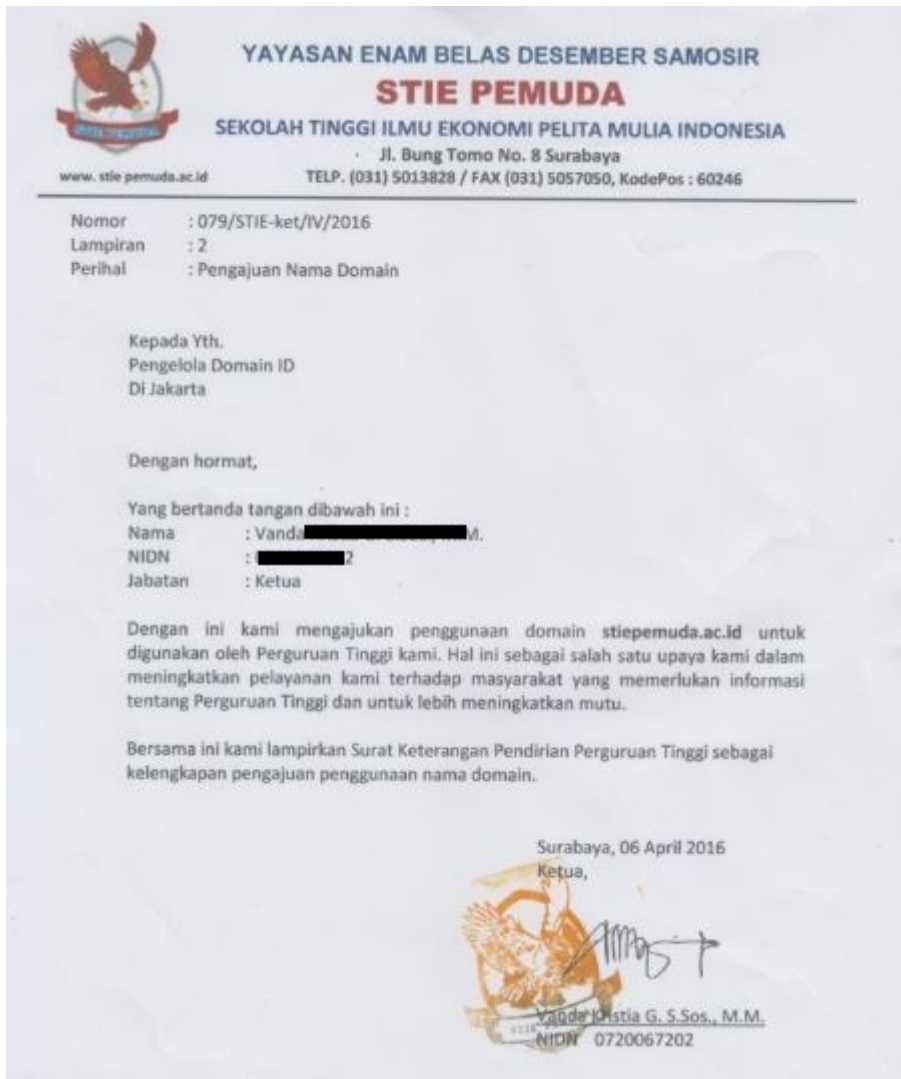 YAYASAN ENAM BELAS DESEMBER SAMOSIR
STIE PEMUDA
SEKOLAH TINGGI ILMU EKONOMI PELITA MULIA INDONESIA
Jl. Bung Tomo No. 8 Surabaya
www. stie pemuda.ac.id
TELP. (031) 5013828 / FAX (031) 5057050, KodePos : 60246
STIE PEMUDA
Nomor : 079/STIE-ket/IV/2016
Lampiran : 2
Perihal : Pengajuan Nama Domain
Kepada Yth.
Pengelola Domain ID
Di Jakarta
Dengan hormat,
Yang bertanda tangan dibawah ini :
Nama : Vanda M.
NIDN : 2
Jabatan : Ketua
Dengan ini kami mengajukan penggunaan domain stiepemuda.ac.id untuk
digunakan oleh Perguruan Tinggi kami. Hal ini sebagai salah satu upaya kami dalam
meningkatkan pelayanan kami terhadap masyarakat yang memerlukan informasi
tentang Perguruan Tinggi dan untuk lebih meningkatkan mutu.
Bersama ini kami lampirkan Surat Keterangan Pendirian Perguruan Tinggi sebagai
kelengkapan pengajuan penggunaan nama domain.
Surabaya, 06 April 2016
Ketua,
STIE
Vanda Kristia G. S.Sos., M.M.
NIDN 0720067202